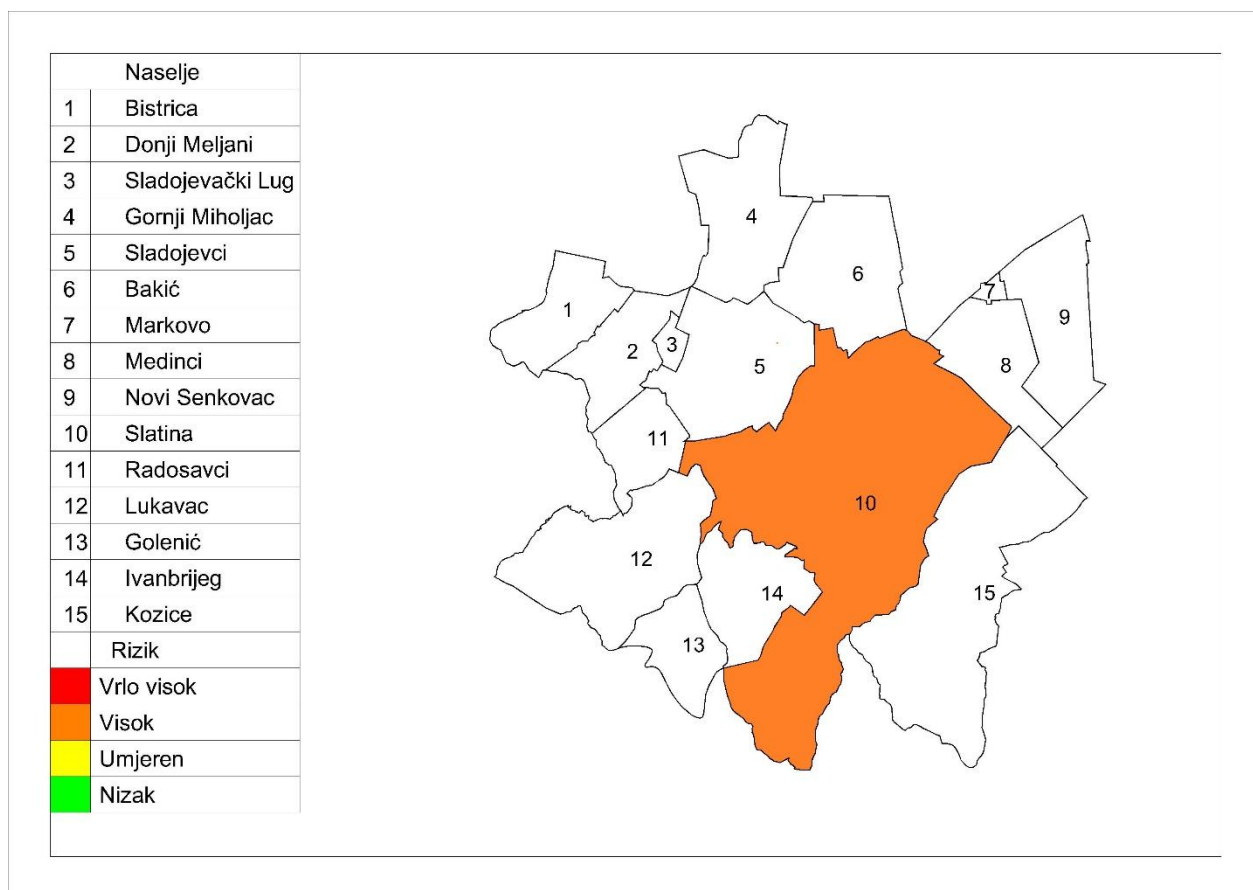 Naselje
1 Bistrica
2 Donji Meljani
3 Sladojevački Lug
4 Gornji Miholjac
5 Sladojevci
6 Bakić
7 Markovo
8 Medinci
9 Novi Senkovac
10 Slatina
11 Radosavci
12 Lukavac
13 Golenić
14 Ivanbrijeg
15 Kozice
Rizik
Vrlo visok
Visok
Umjeren
Nizak
4
6
7
1
9
2
3
5
8
11
10
12
14
15
13